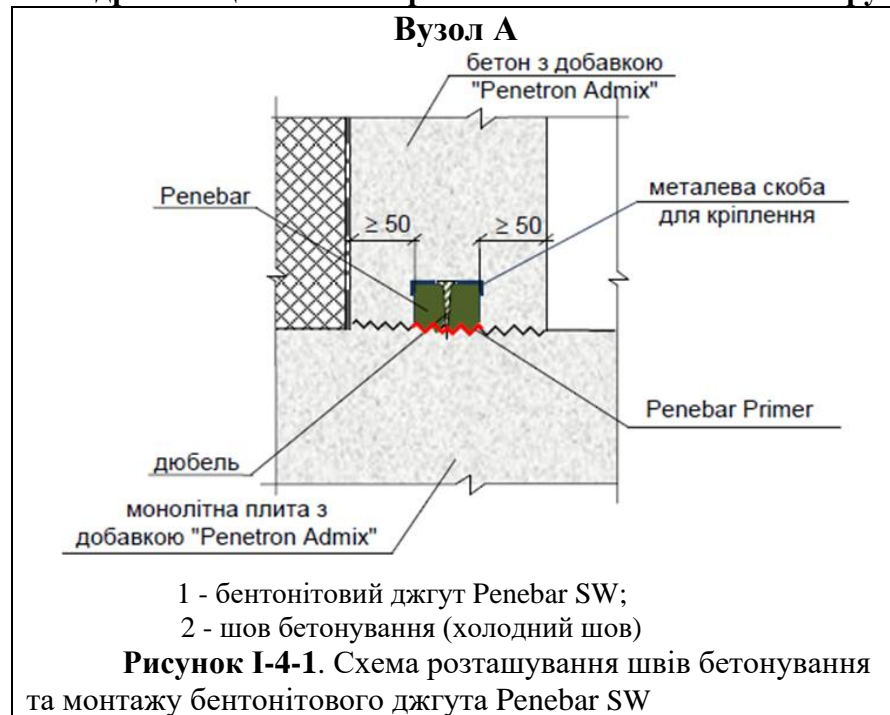 Вузол А
бетон з добавкою
"Penetron Admix"
Penebar
металева скоба
для кріплення
≥ 50
≥ 50
Penebar Primer
дюбель
монолітна плита з
добавкою "Penetron Admix"
1 - бентонітовий джгут Penebar SW;
2 - шов бетонування (холодний шов)
Рисунок І-4-1. Схема розташування швів бетонування
та монтажу бентонітового джгута Penebar SW